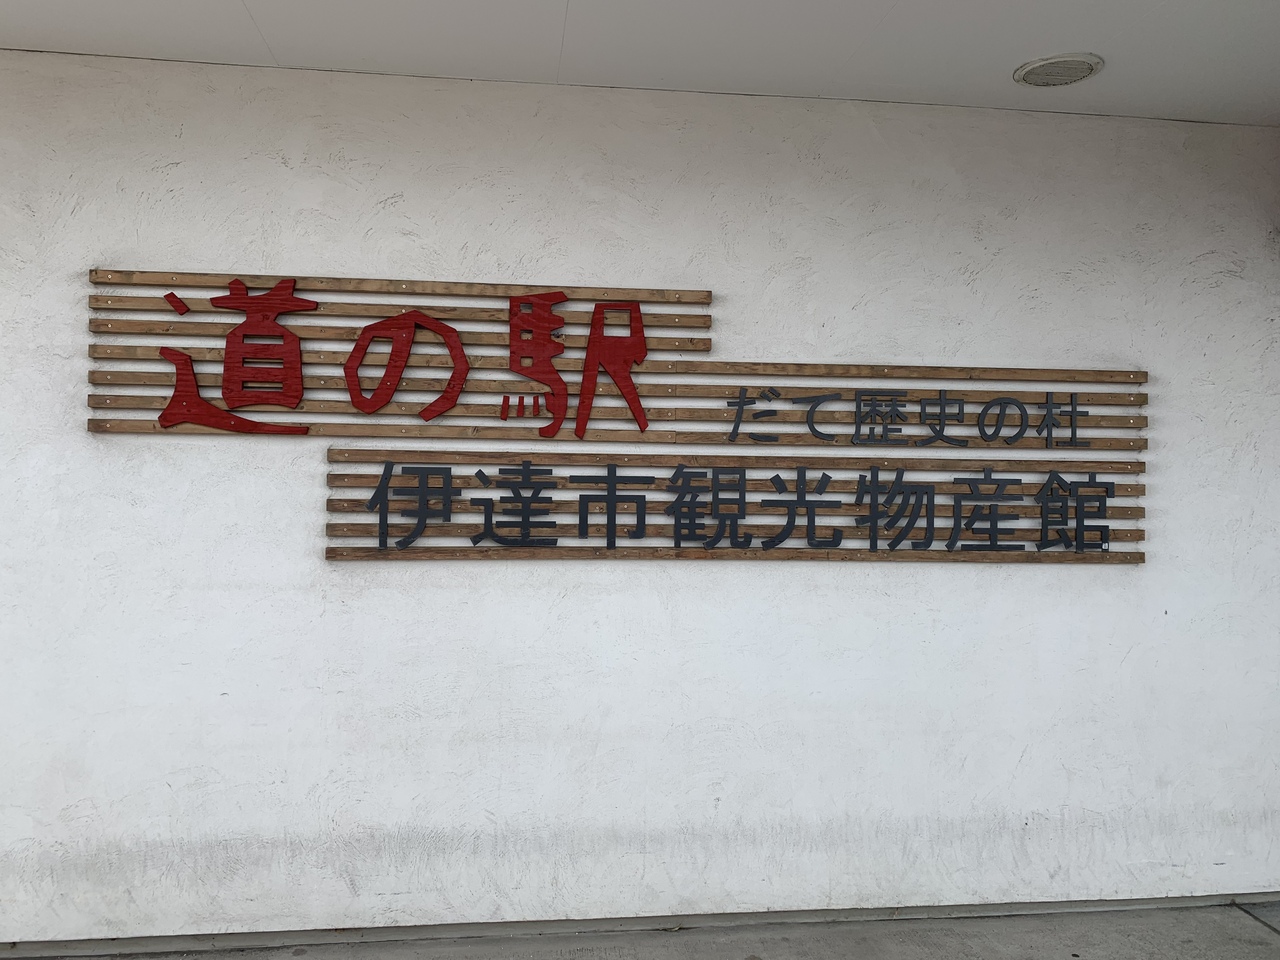 道の駅
だて歴史の杜
伊達市観光物産館